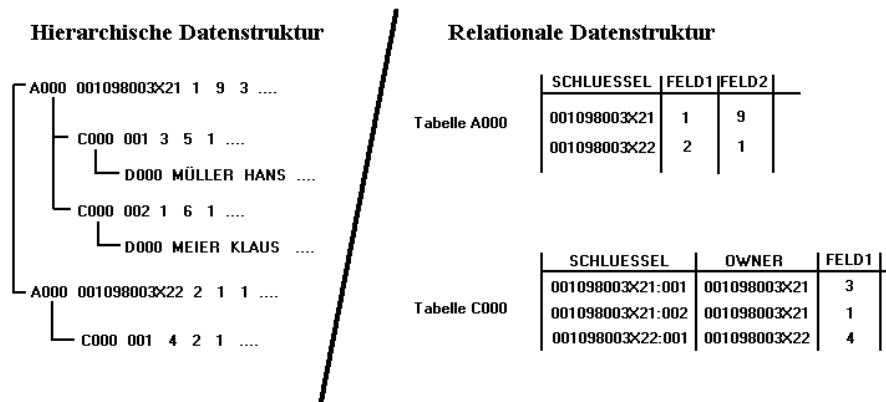 Hierarchische Datenstruktur
A000 001098003X21 1 9 3 ....
C000 001 3 5 1 ....
D000 MÜLLER HANS ....
C000 002 1 6 1 ....
D000 MEIER KLAUS ....
A000 001098003X22 2 1 1 ....
C000 001 4 2 1 ....
Relationale Datenstruktur
Tabelle A000
SCHLUESSEL FELD1 FELD2
001098003X21 1 9
001098003X22 2 1
Tabelle C000
SCHLUESSEL OWNER FELD1
001098003X21:001 001098003X21 3
001098003X21:002 001098003X21 1
001098003X22:001 001098003X22 4